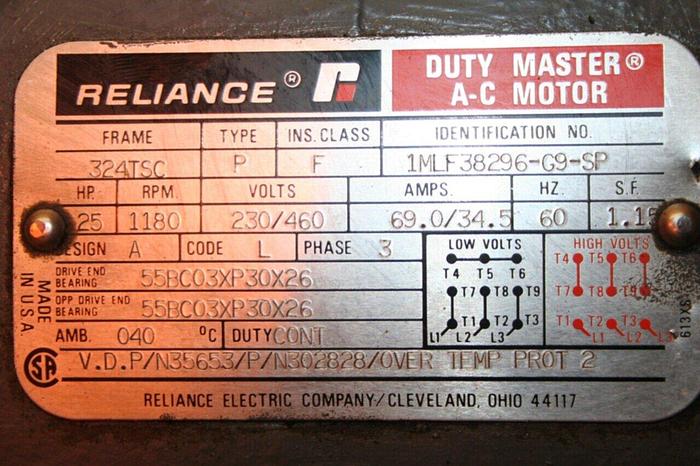 RELIANCE ® DUTY MASTER®
A-C MOTOR
FRAME TYPE INS. CLASS IDENTIFICATION NO.
324TSC P F 1MLF38296-G9-SP
HP. RPM. VOLTS AMPS. HZ. S.F.
25 1180 230/460 69.0/34.5 60 1.15
DESIGN A CODE L PHASE 3
LOW VOLTS HIGH VOLTS
T4 T5 T6 T4 T5 T6
T7 T8 T9 T7 T8 T9
T1 T2 T3 T1 T2 T3
L1 L2 L3 L1 L2 L3
DRIVE END BEARING 55BC03XP30X26
OPP DRIVE END BEARING 55BC03XP30X26
AMB. 040 °C DUTY CONT
V.D.P/N35653/P/N302828/OVER TEMP PROT 2
RELIANCE ELECTRIC COMPANY/CLEVELAND, OHIO 44117
MADE
IN U.S.A.
SA